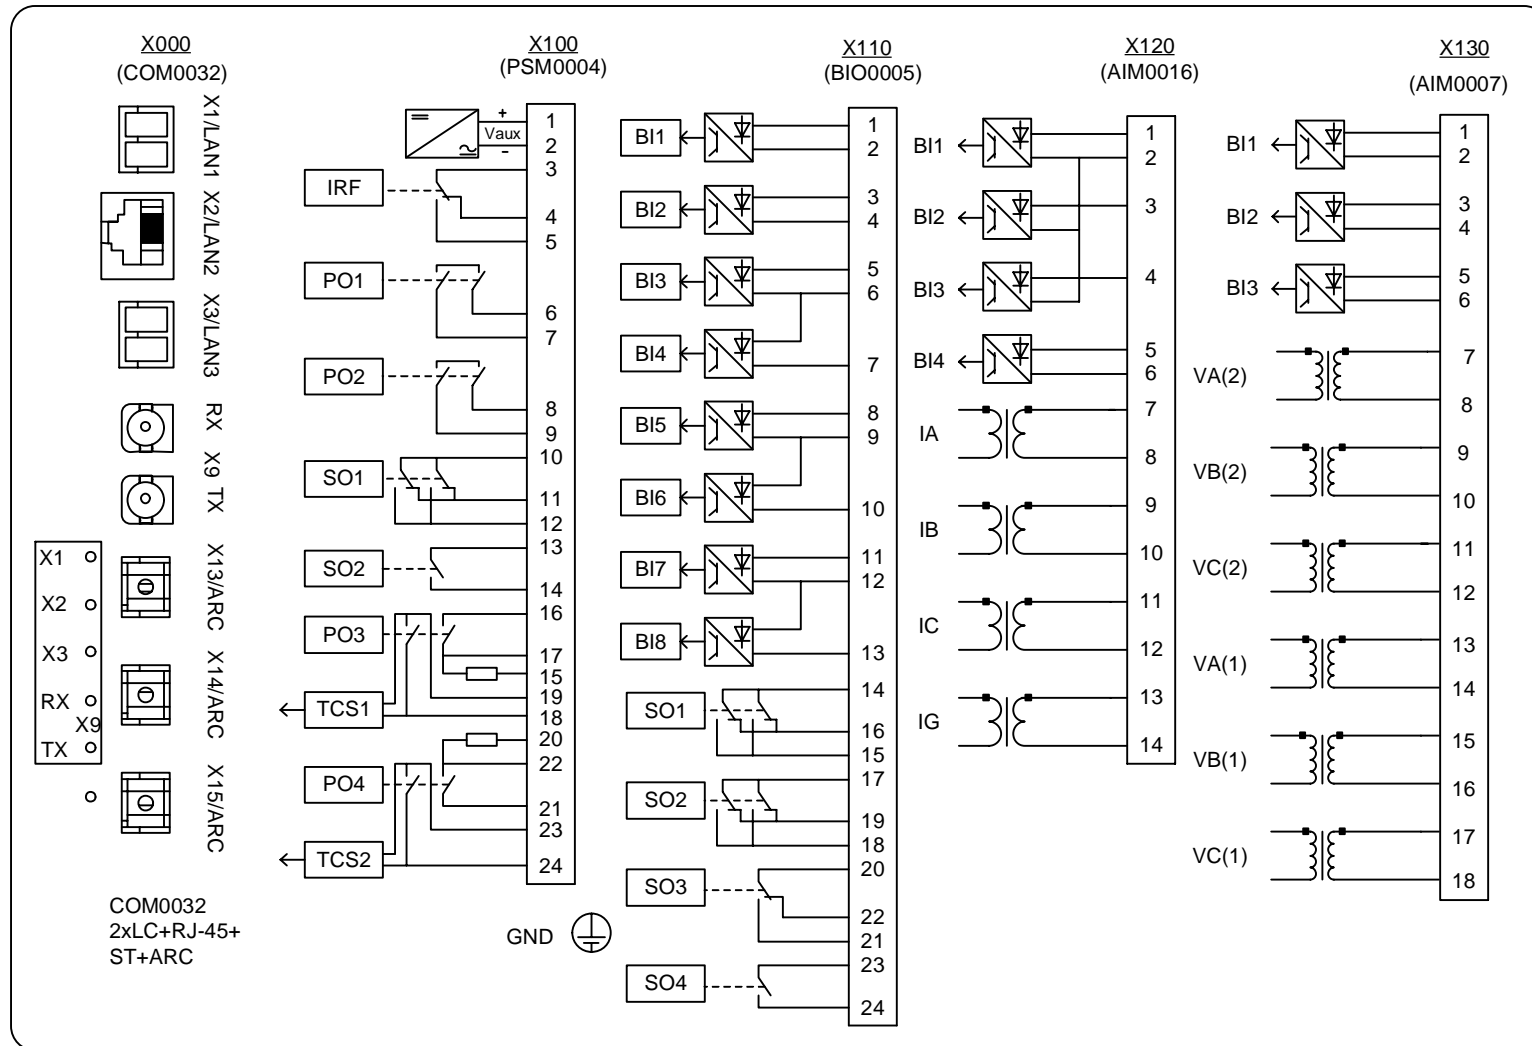 X000
(COM0032)
X1/LAN1
X2/LAN2
X3/LAN3
RX
X9 TX
X13/ARC
X14/ARC
X15/ARC
X1
X2
X3
RX
X9
TX
COM0032
2xLC+RJ-45+
ST+ARC
X100
(PSM0004)
+
Vaux
–
IRF
PO1
PO2
SO1
SO2
PO3
TCS1
PO4
TCS2
1
2
3
4
5
6
7
8
9
10
11
12
13
14
16
17
15
19
18
20
22
21
23
24
GND
X110
(BIO0005)
BI1
BI2
BI3
BI4
BI5
BI6
BI7
BI8
SO1
SO2
SO3
SO4
1
2
3
4
5
6
7
8
9
10
11
12
13
14
16
15
17
19
18
20
22
21
23
24
X120
(AIM0016)
BI1
BI2
BI3
BI4
IA
IB
IC
IG
1
2
3
4
5
6
7
8
9
10
11
12
13
14
X130
(AIM0007)
BI1
BI2
BI3
VA(2)
VB(2)
VC(2)
VA(1)
VB(1)
VC(1)
1
2
3
4
5
6
7
8
9
10
11
12
13
14
15
16
17
18